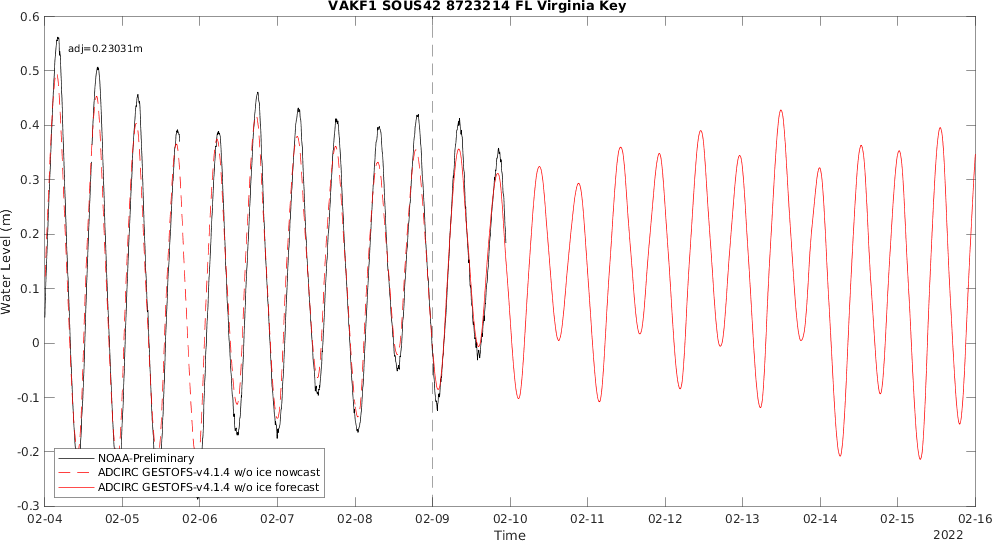 VAKF1 SOUS42 8723214 FL Virginia Key
adj=0.23031m
0.6
0.5
0.4
0.3
0.2
0.1
0
-0.1
-0.2
-0.3
Water Level (m)
NOAA-Preliminary
ADCIRC GESTOFS-v4.1.4 w/o ice nowcast
ADCIRC GESTOFS-v4.1.4 w/o ice forecast
02-04 02-05 02-06 02-07 02-08 02-09 02-10 02-11 02-12 02-13 02-14 02-15 02-16
Time
2022